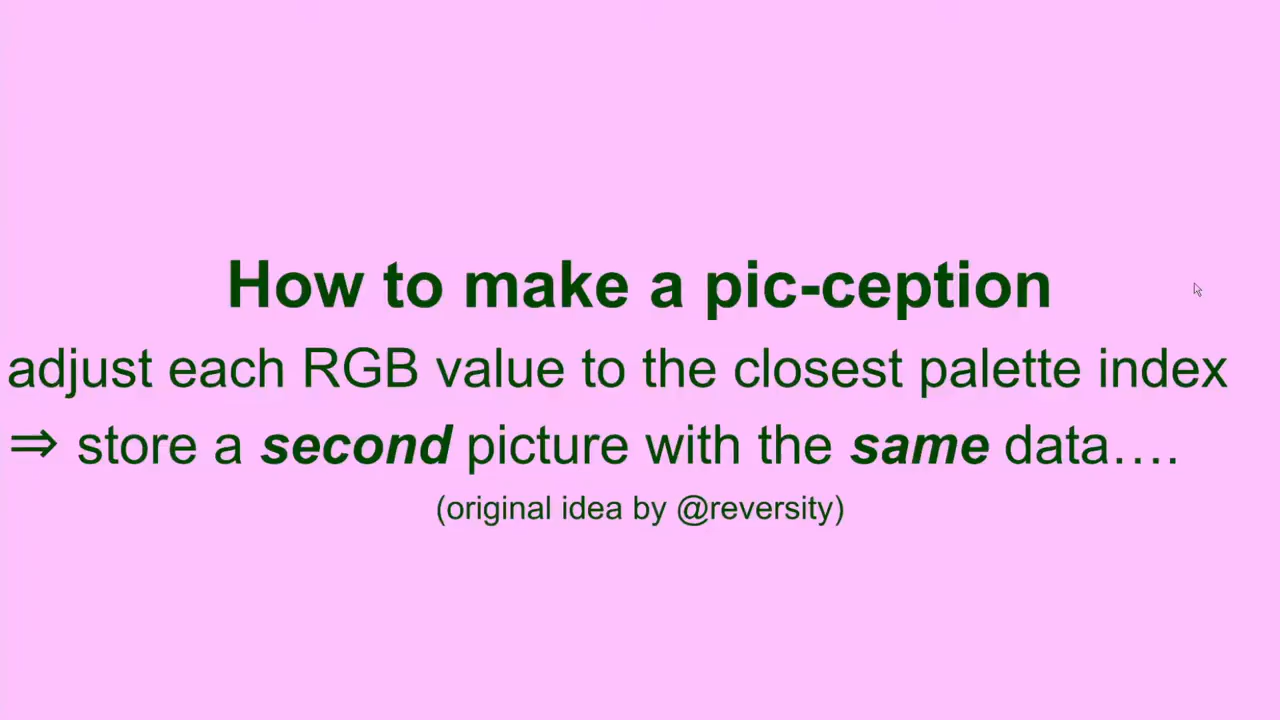 How to make a pic-ception
adjust each RGB value to the closest palette index
⇒ store a second picture with the same data….
(original idea by @reversity)